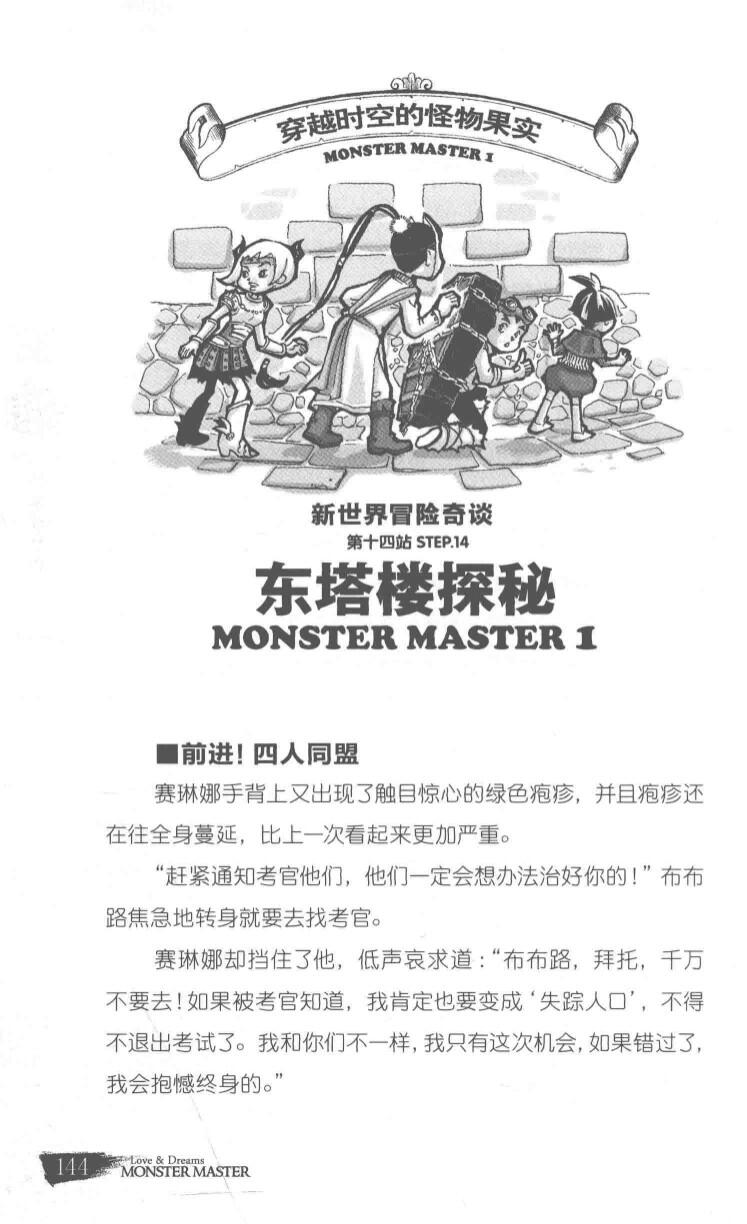 穿越时空的怪物果实
MONSTER MASTER 1
新世界冒险奇谈
第十四站 STEP.14
东塔楼探秘
MONSTER MASTER 1
■前进！四人同盟
赛琳娜手背上又出现了触目惊心的绿色疱疹，并且疱疹还
在往全身蔓延，比上一次看起来更加严重。
“赶紧通知考官他们，他们一定会想办法治好你的！”布布
路焦急地转身就要去找考官。
赛琳娜却挡住了他，低声哀求道：“布布路，拜托，千万
不要去！如果被考官知道，我肯定也要变成‘失踪人口’，不得
不退出考试了。我和你们不一样，我只有这次机会，如果错过了，
我会抱憾终身的。”
144
Love & Dreams
MONSTER MASTER